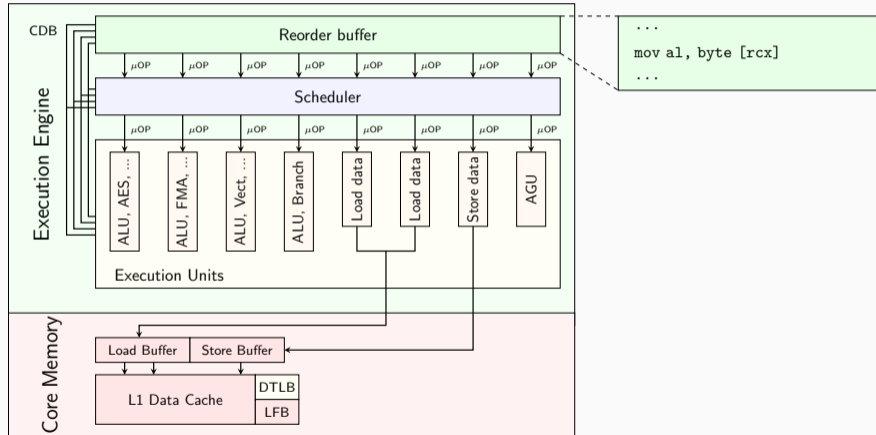 CDB
Reorder buffer
...
mov al, byte [rcx]
...
μOP μOP μOP μOP μOP μOP μOP μOP
Scheduler
μOP μOP μOP μOP μOP μOP μOP μOP
Execution Engine
ALU, AES, ...
ALU, FMA, ...
ALU, Vect, ...
ALU, Branch
Load data
Load data
Store data
AGU
Execution Units
Core Memory
Load Buffer
Store Buffer
L1 Data Cache
DTLB
LFB